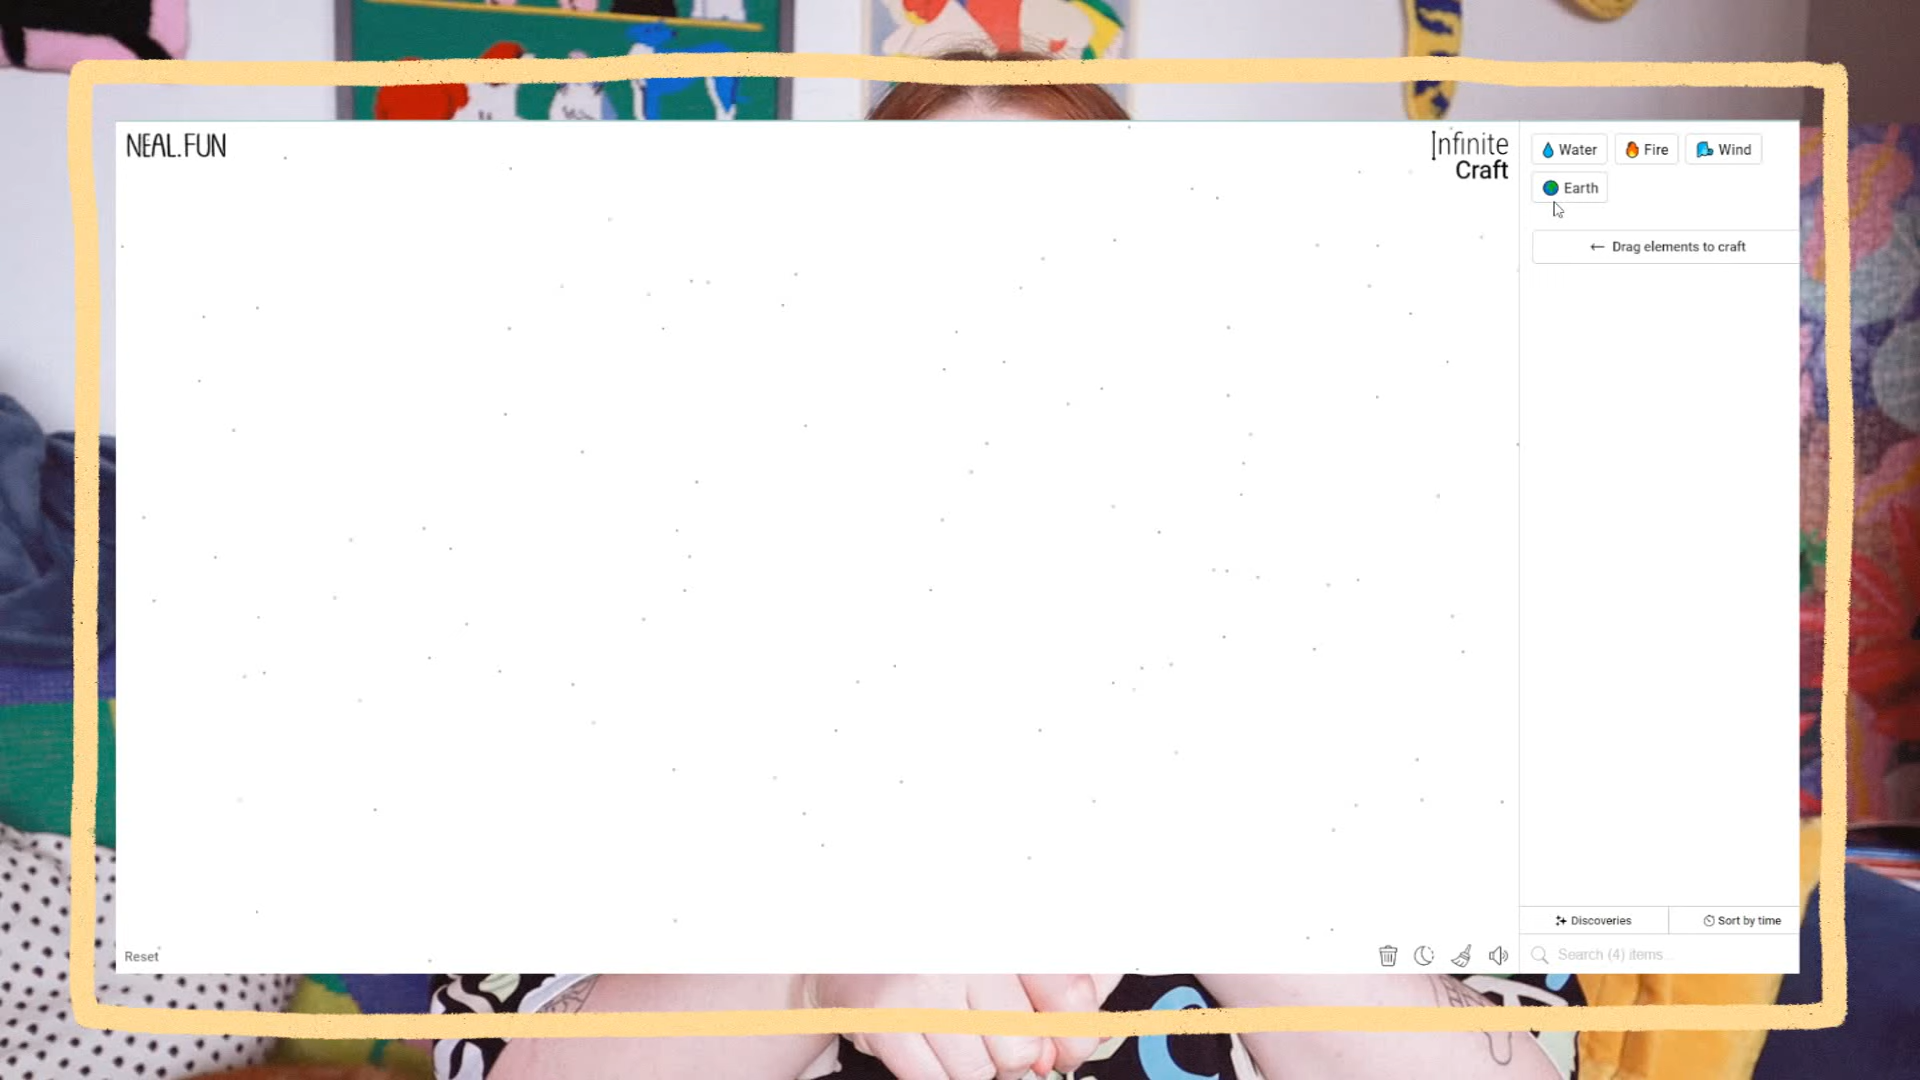 NEAL.FUN
Infinite
Craft
Water
Fire
Wind
Earth
← Drag elements to craft
Discoveries
Sort by time
Search (4) items...
Reset